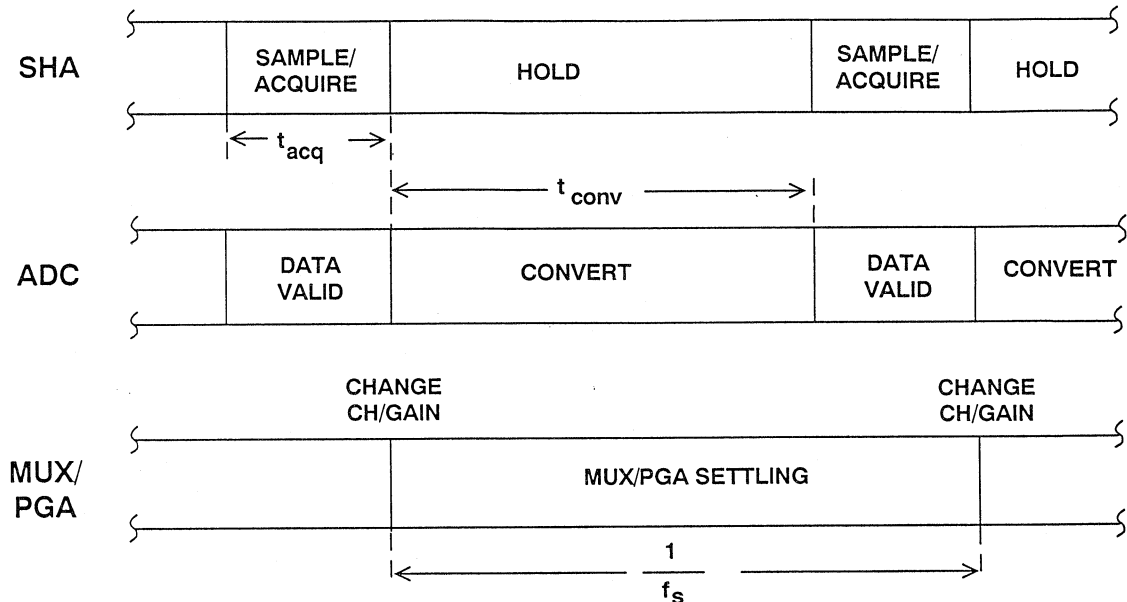 SHA
SAMPLE/
ACQUIRE
HOLD
SAMPLE/
ACQUIRE
HOLD
t acq
t conv
ADC
DATA
VALID
CONVERT
DATA
VALID
CONVERT
CHANGE
CH/GAIN
CHANGE
CH/GAIN
MUX/
PGA
MUX/PGA SETTLING
1
fs